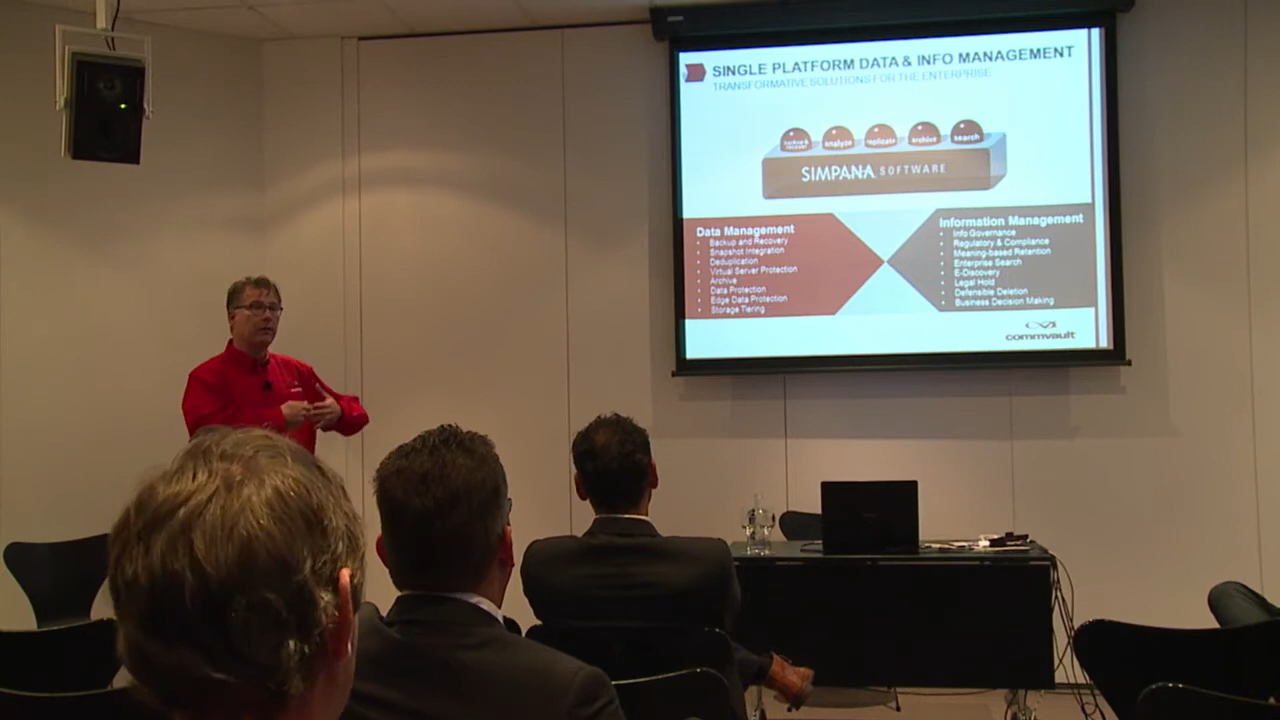 SINGLE PLATFORM DATA & INFO MANAGEMENT
TRANSFORMATIVE SOLUTIONS FOR THE ENTERPRISE
backup & recover analyze replicate archive search
SIMPANA SOFTWARE
Data Management
• Backup and Recovery
• Snapshot Integration
• Deduplication
• Virtual Server Protection
• Archive
• Data Protection
• Edge Data Protection
• Storage Tiering
Information Management
• Info Governance
• Regulatory & Compliance
• Meaning-based Retention
• Enterprise Search
• E-Discovery
• Legal Hold
• Defensible Deletion
• Business Decision Making
commvault